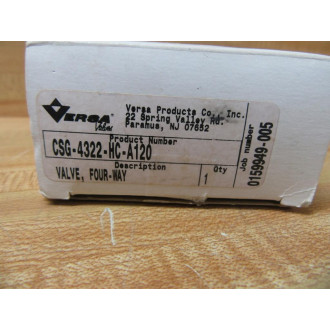 VERSA
Valves
Versa Products Co., Inc.
22 Spring Valley Rd.
Paramus, NJ 07652
Product Number
CSG-4322-HC-A120
Description
Qty
VALVE, FOUR-WAY
1
Job number
0159949-005